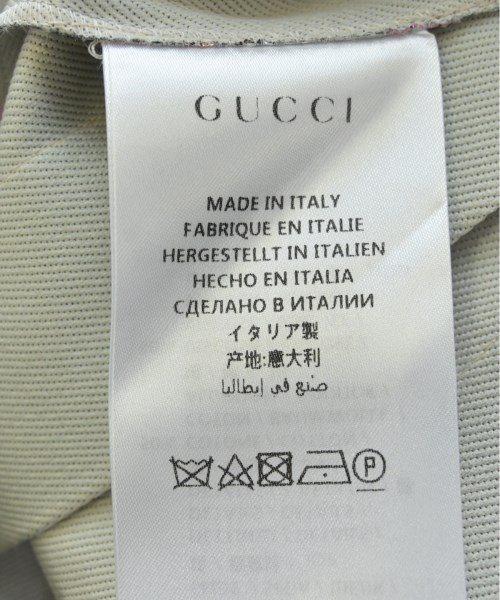 GUCCI
MADE IN ITALY
FABRIQUE EN ITALIE
HERGESTELLT IN ITALIEN
HECHO EN ITALIA
СДЕЛАНО В ИТАЛИИ
イタリア製
产地:意大利
صنع في إيطاليا
P